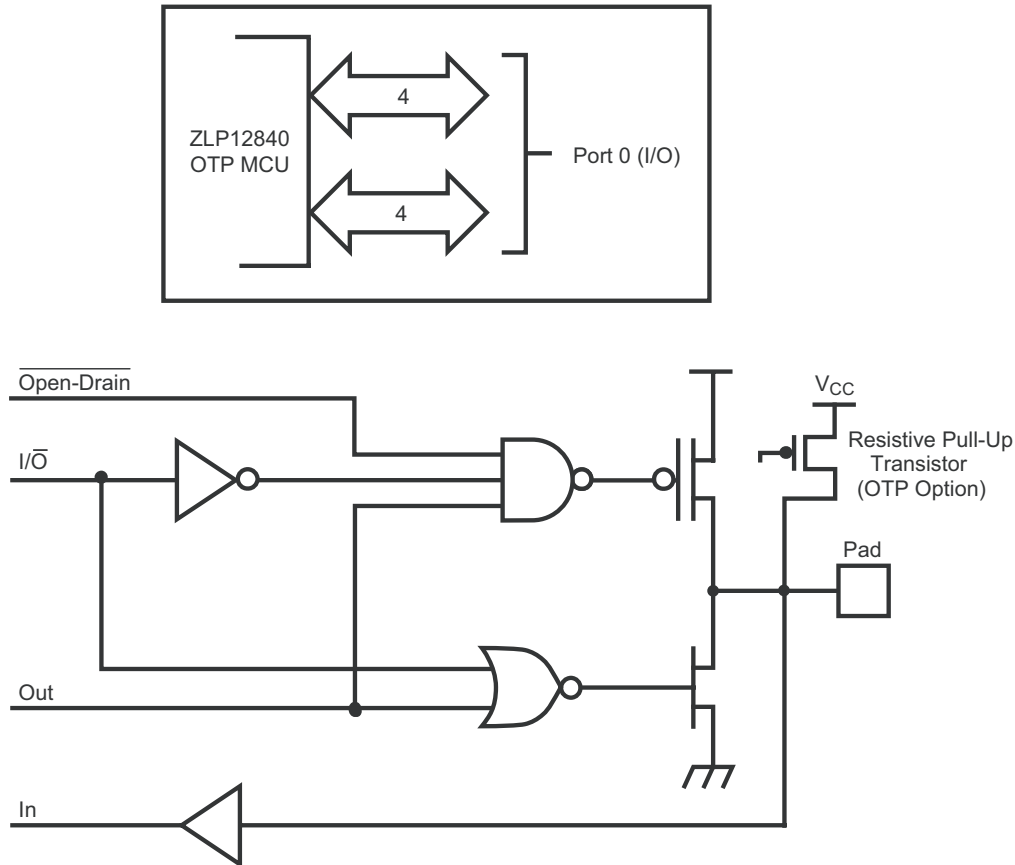 4
ZLP12840
OTP MCU
Port 0 (I/O)
4
Open-Drain
VCC
I/O
Resistive Pull-Up
Transistor
(OTP Option)
Pad
Out
In